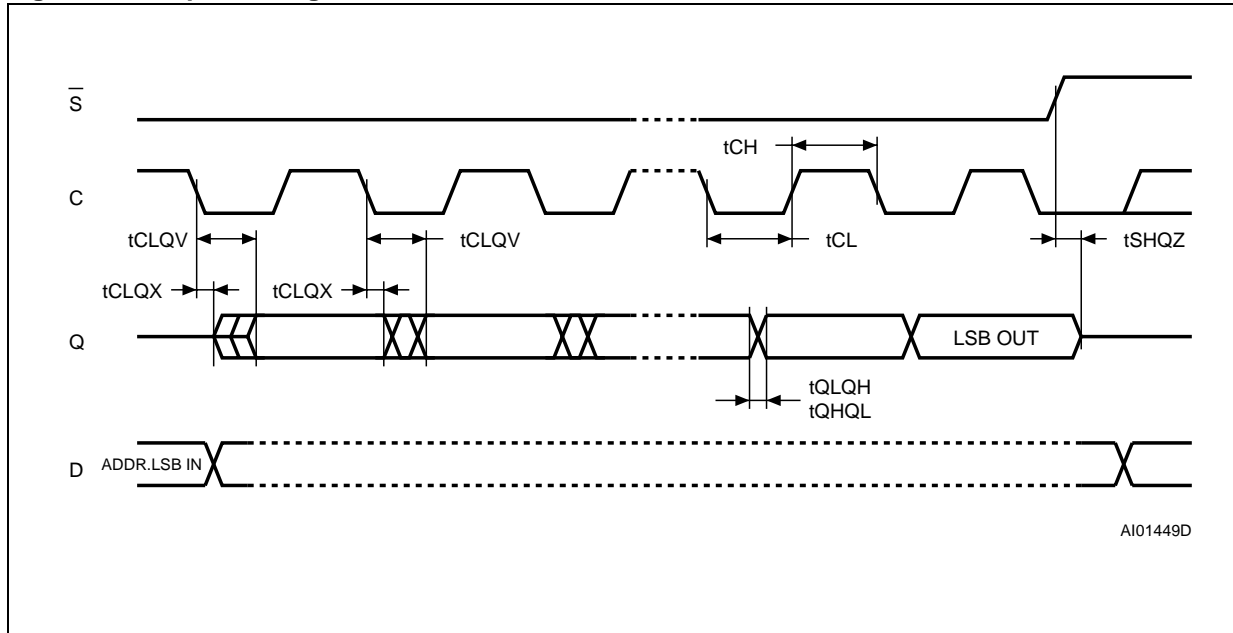 S
tCH
C
tCLQV
tCLQV
tCL
tSHQZ
tCLQX
tCLQX
Q
LSB OUT
tQLQH
tQHQL
D
ADDR.LSB IN
AI01449D